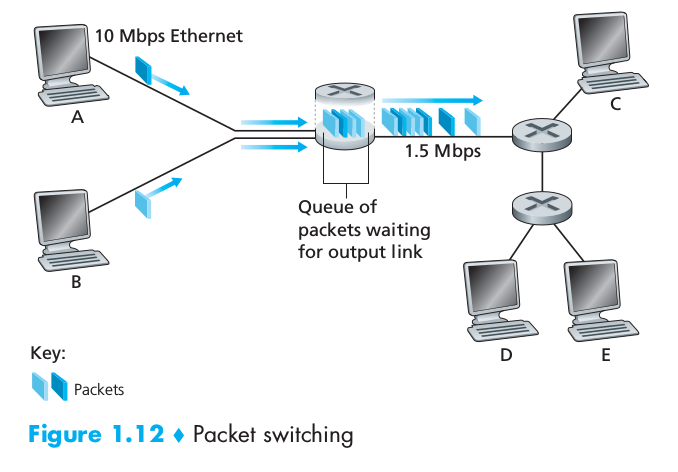 10 Mbps Ethernet
A
C
1.5 Mbps
Queue of
packets waiting
for output link
B
D
E
Key:
Packets
Figure 1.12 ♦ Packet switching